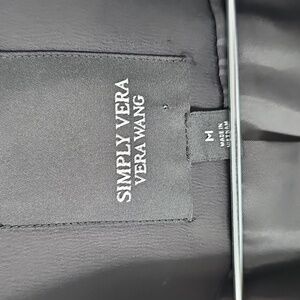 SIMPLY VERA
VERA WANG
M
MADE IN
VIETNAM